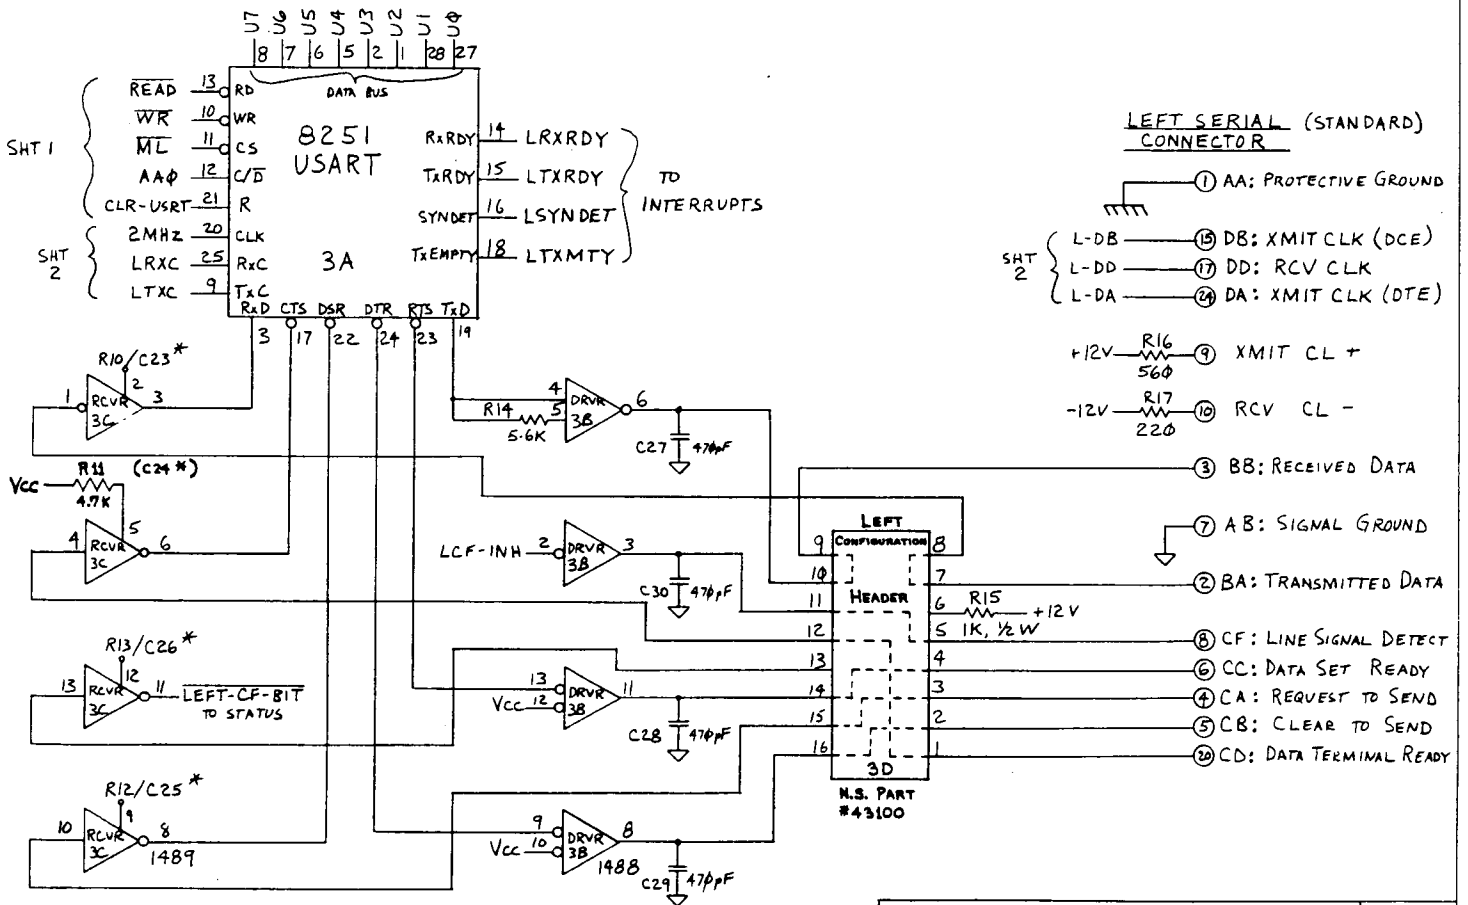 U7 U6 U5 U4 U3 U2 U1 UØ
8 7 6 5 2 1 28 27
DATA BUS
SHT 1
READ 13 RD
WR 10 WR
ML 11 CS
AAØ 12 C/D
CLR-USRT 21 R
SHT 2
2MHZ 20 CLK
LRXC 25 RxC
LTXC 9 TxC
8251
USART
3A
RxRDY 14 LRXRDY
TxRDY 15 LTXRDY
SYNDET 16 LSYNDET
TxEMPTY 18 LTXMTY
TO
INTERRUPTS
RxD CTS DSR DTR RTS TxD
3 17 22 24 23 19
LEFT SERIAL (STANDARD)
CONNECTOR
1 AA: PROTECTIVE GROUND
SHT 2
L-DB 15 DB: XMIT CLK (DCE)
L-DD 17 DD: RCV CLK
L-DA 24 DA: XMIT CLK (DTE)
+12V R16 9 XMIT CL +
56Ø
-12V R17 10 RCV CL -
22Ø
3 BB: RECEIVED DATA
7 AB: SIGNAL GROUND
2 BA: TRANSMITTED DATA
8 CF: LINE SIGNAL DETECT
6 CC: DATA SET READY
4 CA: REQUEST TO SEND
5 CB: CLEAR TO SEND
20 CD: DATA TERMINAL READY
R10/C23*
1 RCVR 2 3
3C
R14
5.6K
4 5 DRVR 6
3B
C27 47ØpF
R11 (C24*)
Vcc 4.7K
4 RCVR 5 6
3C
LCF-INH 2 DRVR 3
3B
C30 47ØpF
R13/C26*
13 RCVR 12 11 LEFT-CF-BIT
3C TO STATUS
13 DRVR 11
Vcc 12 3B
C28 47ØpF
R12/C25*
10 RCVR 9 8
3C 1489
9 DRVR 8
Vcc 10 3B
1488
C29 47ØpF
LEFT
CONFIGURATION
HEADER
9 8
1Ø 7
11 6 R15 +12V
1K, ½W
12 5
13 4
14 3
15 2
16 1
3D
N.S. PART
#43100